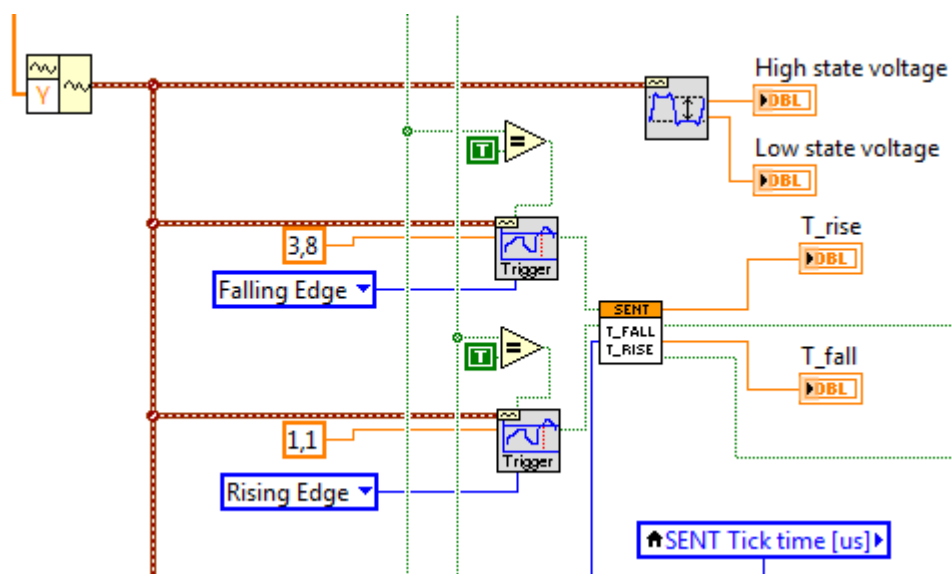 Y
High state voltage
DBL
T
=
Low state voltage
DBL
3,8
Trigger
T_rise
DBL
Falling Edge
SENT
T_FALL
T_RISE
T
=
T_fall
DBL
1,1
Trigger
Rising Edge
SENT Tick time [us]